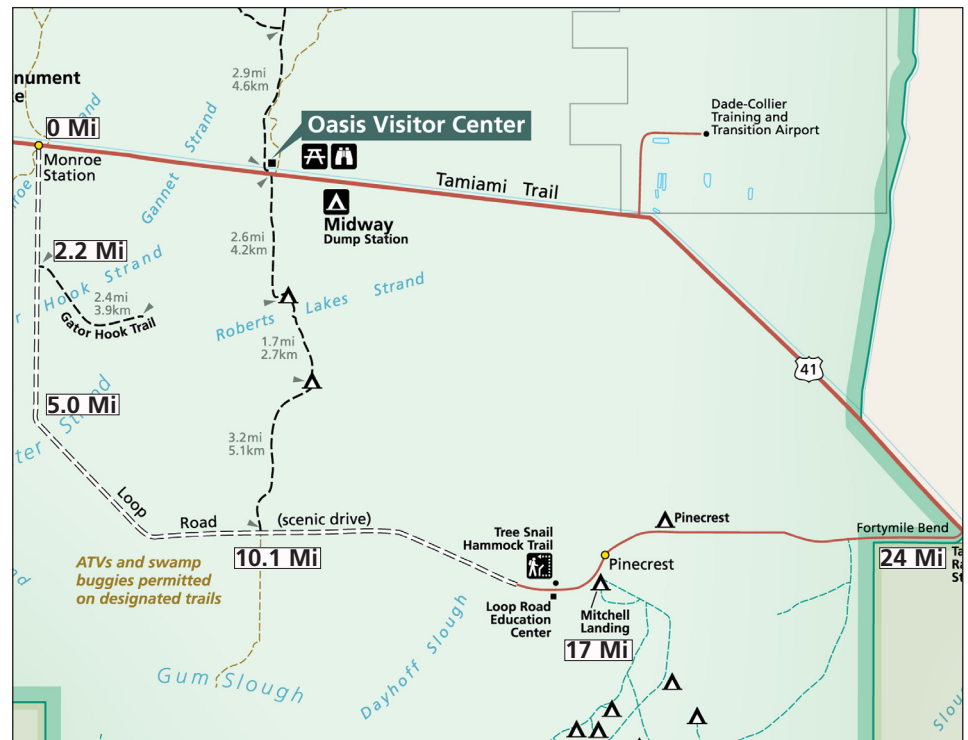 nument
0 Mi
Monroe
Station
2.9mi
4.6km
Gannet Strand
Oasis Visitor Center
Dade-Collier
Training and
Transition Airport
Tamiami Trail
Midway
Dump Station
2.2 Mi
Hook Strand
2.4mi
3.9km
Gator Hook Trail
2.6mi
4.2km
Roberts Lakes Strand
1.7mi
2.7km
41
5.0 Mi
ter Strand
3.2mi
5.1km
Loop Road (scenic drive)
10.1 Mi
ATVs and swamp
buggies permitted
on designated trails
Tree Snail
Hammock Trail
Pinecrest
Pinecrest
Fortymile Bend
24 Mi
Loop Road
Education
Center
Mitchell
Landing
17 Mi
Gum Slough
Dayhoff Slough